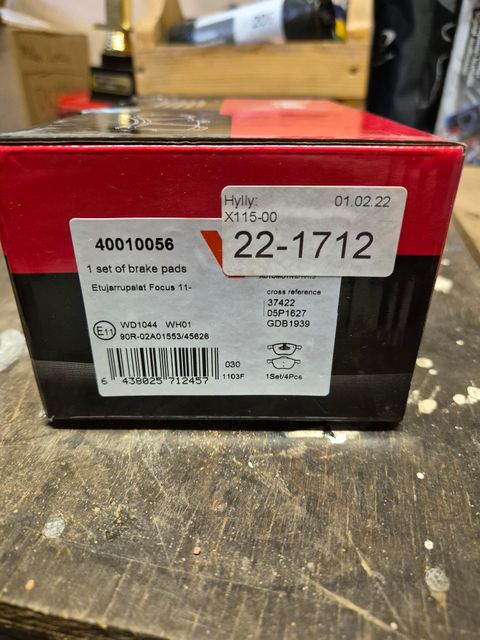 Hylly: 01.02.22
X115-00
22-1712
40010056
1 set of brake pads
Etujarrupalat Focus 11-
cross reference
37422
05P1627
GDB1939
E11 WD1044 WH01
90R-02A01553/45626
030
1103F
1Set/4Pcs
6 438025 712457